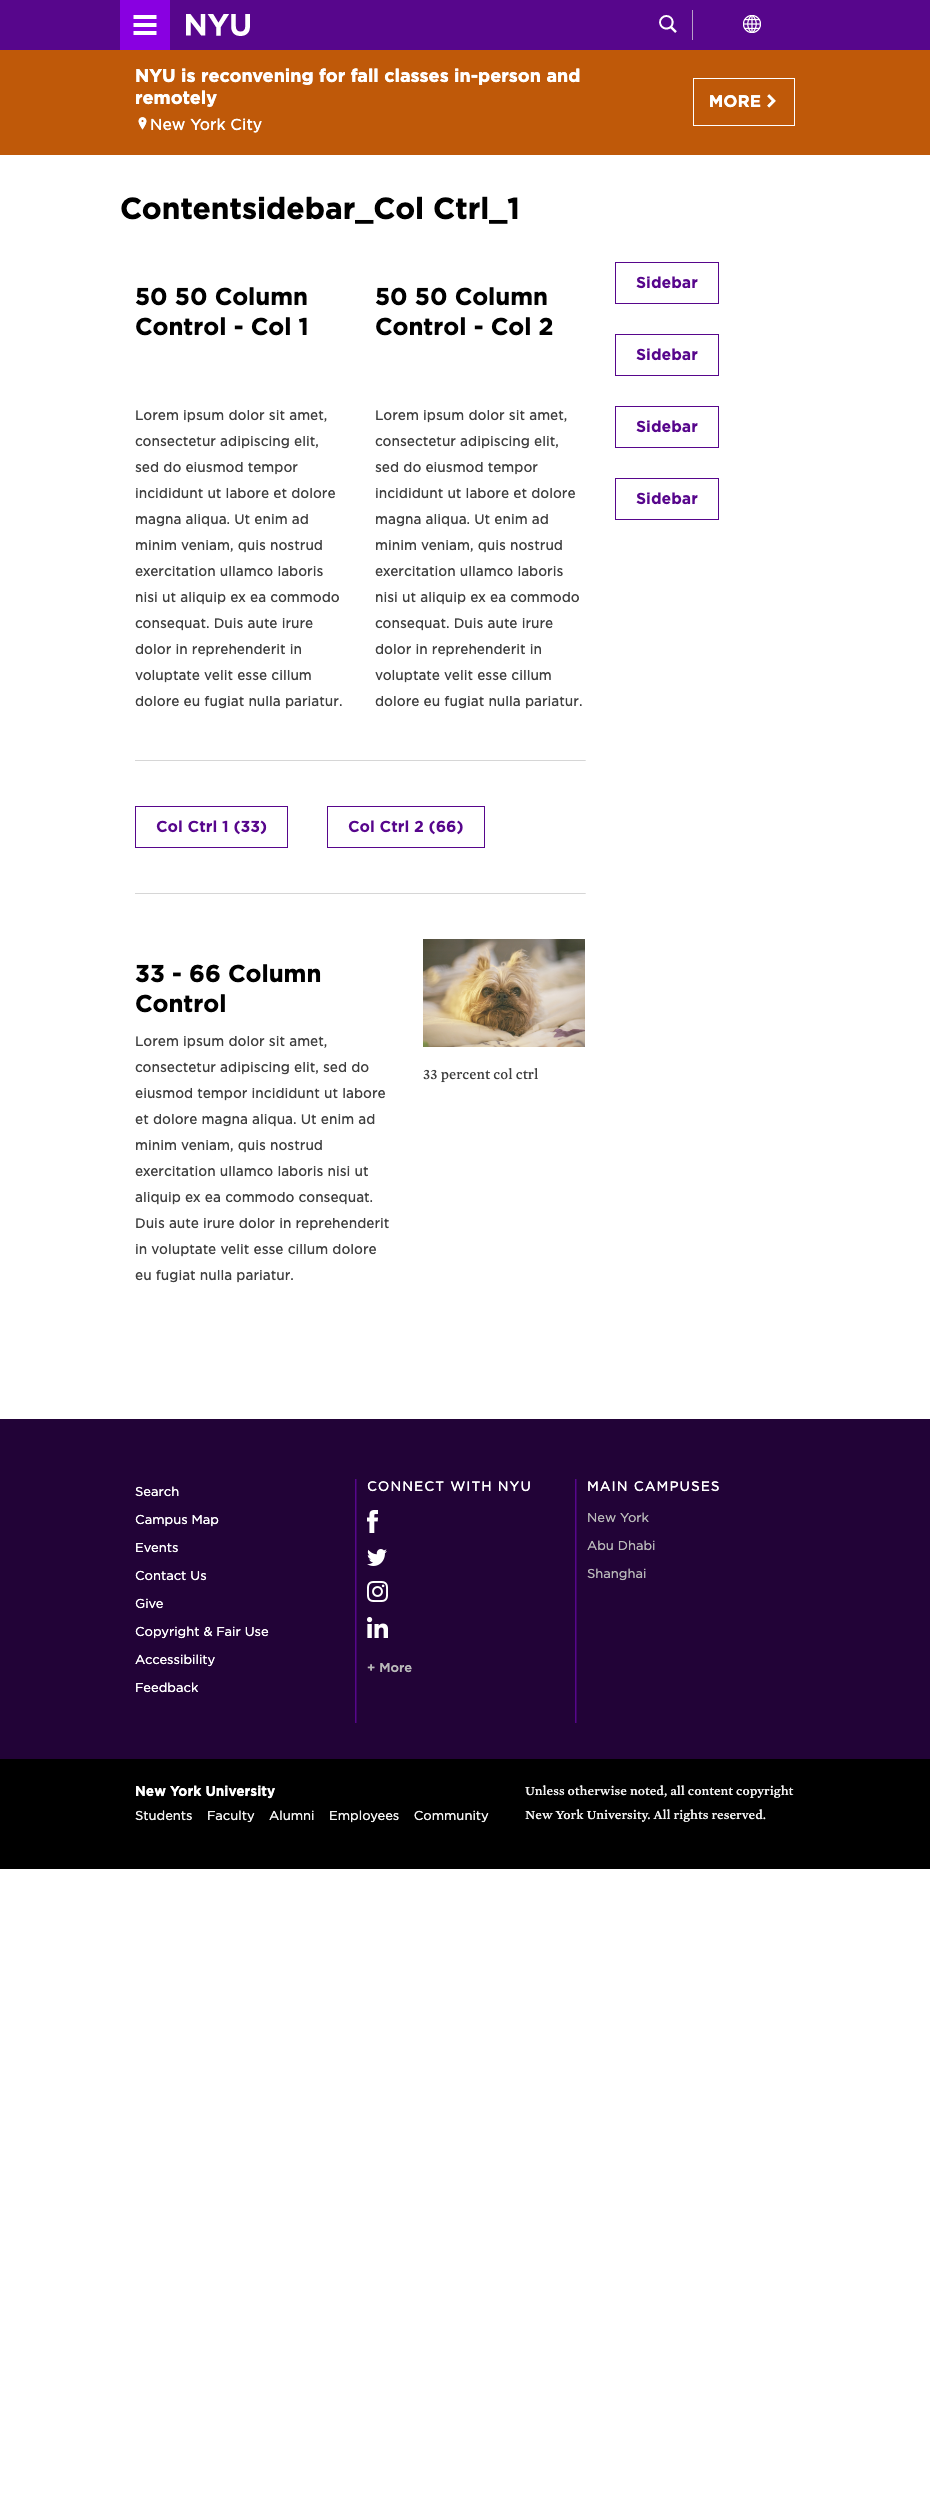 NYU
NYU is reconvening for fall classes in-person and
remotely
New York City
MORE
Contentsidebar_Col Ctrl_1
50 50 Column
Control - Col 1
Lorem ipsum dolor sit amet,
consectetur adipiscing elit,
sed do eiusmod tempor
incididunt ut labore et dolore
magna aliqua. Ut enim ad
minim veniam, quis nostrud
exercitation ullamco laboris
nisi ut aliquip ex ea commodo
consequat. Duis aute irure
dolor in reprehenderit in
voluptate velit esse cillum
dolore eu fugiat nulla pariatur.
50 50 Column
Control - Col 2
Lorem ipsum dolor sit amet,
consectetur adipiscing elit,
sed do eiusmod tempor
incididunt ut labore et dolore
magna aliqua. Ut enim ad
minim veniam, quis nostrud
exercitation ullamco laboris
nisi ut aliquip ex ea commodo
consequat. Duis aute irure
dolor in reprehenderit in
voluptate velit esse cillum
dolore eu fugiat nulla pariatur.
Sidebar
Sidebar
Sidebar
Sidebar
Col Ctrl 1 (33)
Col Ctrl 2 (66)
33 - 66 Column
Control
Lorem ipsum dolor sit amet,
consectetur adipiscing elit, sed do
eiusmod tempor incididunt ut labore
et dolore magna aliqua. Ut enim ad
minim veniam, quis nostrud
exercitation ullamco laboris nisi ut
aliquip ex ea commodo consequat.
Duis aute irure dolor in reprehenderit
in voluptate velit esse cillum dolore
eu fugiat nulla pariatur.
33 percent col ctrl
Search
Campus Map
Events
Contact Us
Give
Copyright & Fair Use
Accessibility
Feedback
CONNECT WITH NYU
+ More
MAIN CAMPUSES
New York
Abu Dhabi
Shanghai
New York University
Students Faculty Alumni Employees Community
Unless otherwise noted, all content copyright
New York University. All rights reserved.